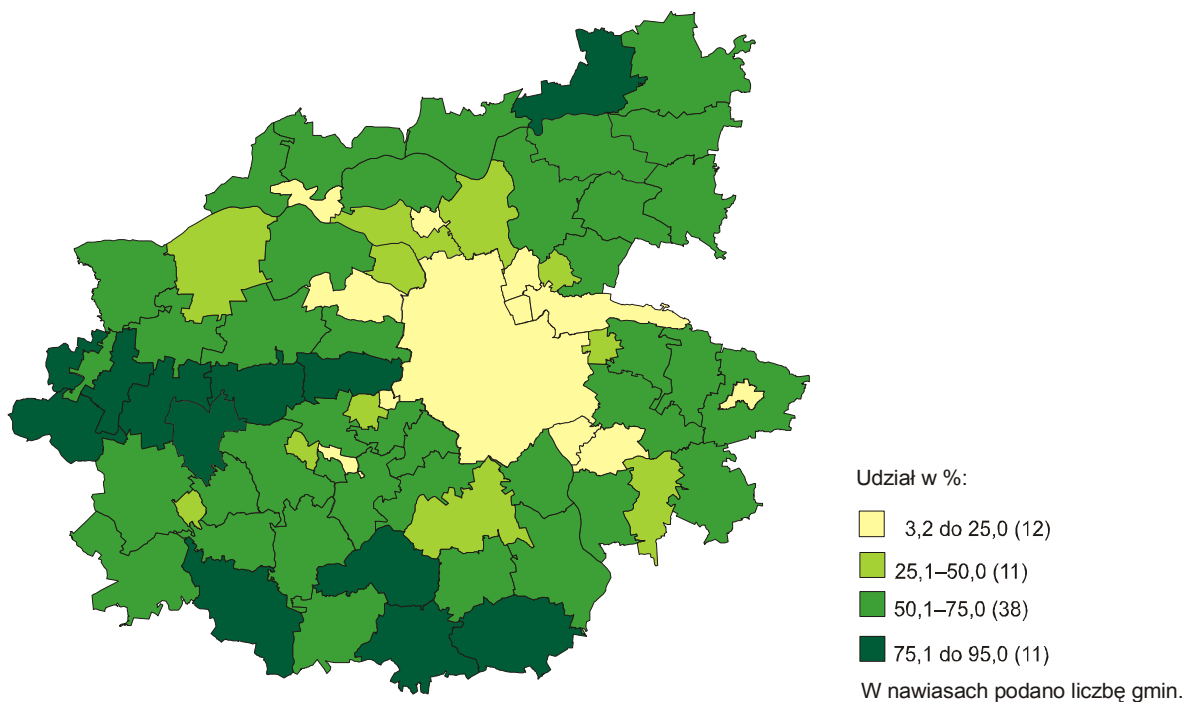 Udział w %:
3,2 do 25,0 (12)
25,1–50,0 (11)
50,1–75,0 (38)
75,1 do 95,0 (11)
W nawiasach podano liczbę gmin.